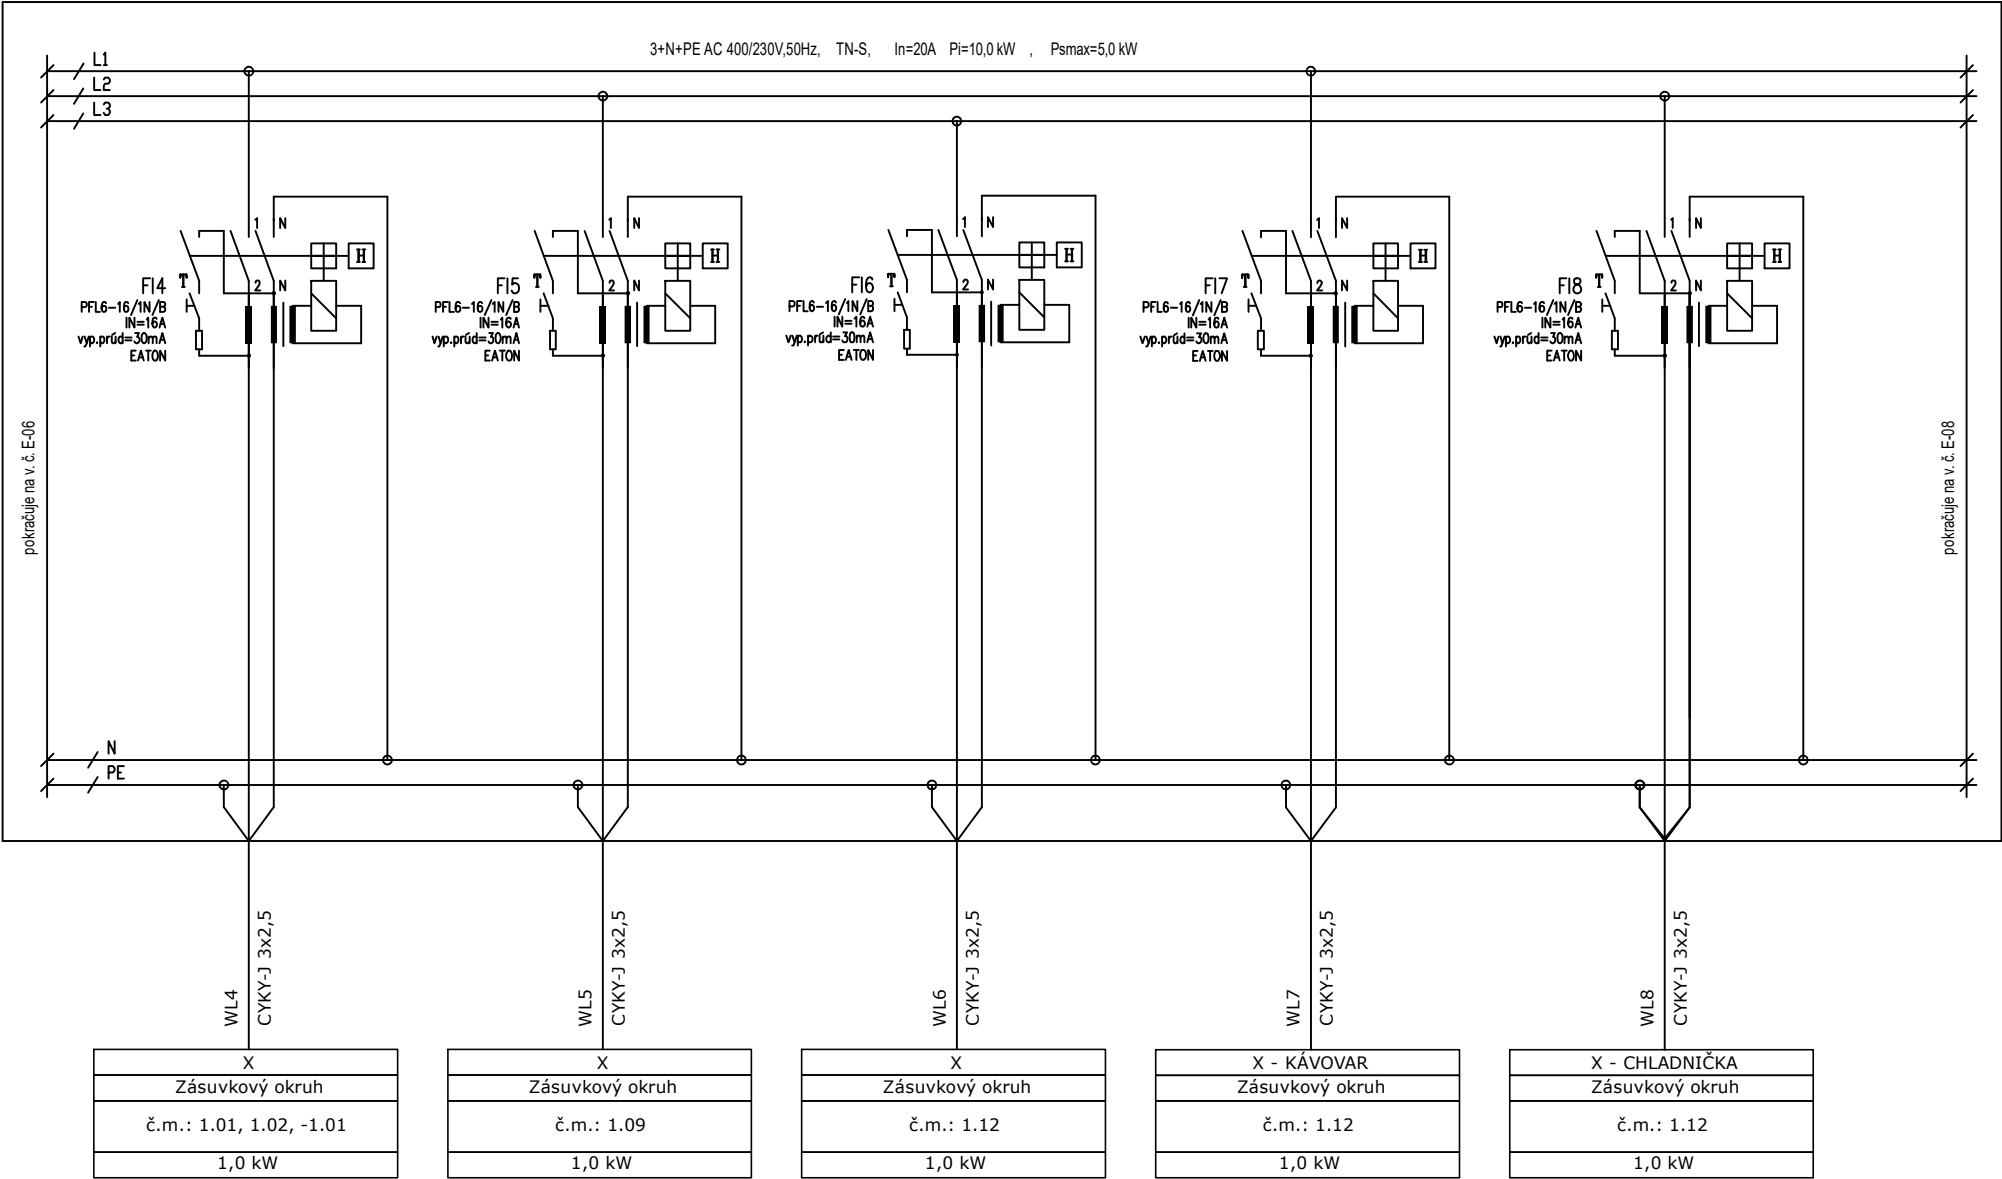 3+N+PE AC 400/230V,50Hz, TN-S, In=20A Pi=10,0 kW , Psmax=5,0 kW
L1
L2
L3
1 N
H
T
2 N
FI4
PFL6-16/1N/B
IN=16A
vyp.prúd=30mA
EATON
1 N
H
T
2 N
FI5
PFL6-16/1N/B
IN=16A
vyp.prúd=30mA
EATON
1 N
H
T
2 N
FI6
PFL6-16/1N/B
IN=16A
vyp.prúd=30mA
EATON
1 N
H
T
2 N
FI7
PFL6-16/1N/B
IN=16A
vyp.prúd=30mA
EATON
1 N
H
T
2 N
FI8
PFL6-16/1N/B
IN=16A
vyp.prúd=30mA
EATON
pokračuje na v. č. E-06
pokračuje na v. č. E-08
N
PE
WL4
CYKY-J 3x2,5
WL5
CYKY-J 3x2,5
WL6
CYKY-J 3x2,5
WL7
CYKY-J 3x2,5
WL8
CYKY-J 3x2,5
X
Zásuvkový okruh
č.m.: 1.01, 1.02, -1.01
1,0 kW
X
Zásuvkový okruh
č.m.: 1.09
1,0 kW
X
Zásuvkový okruh
č.m.: 1.12
1,0 kW
X - KÁVOVAR
Zásuvkový okruh
č.m.: 1.12
1,0 kW
X - CHLADNIČKA
Zásuvkový okruh
č.m.: 1.12
1,0 kW